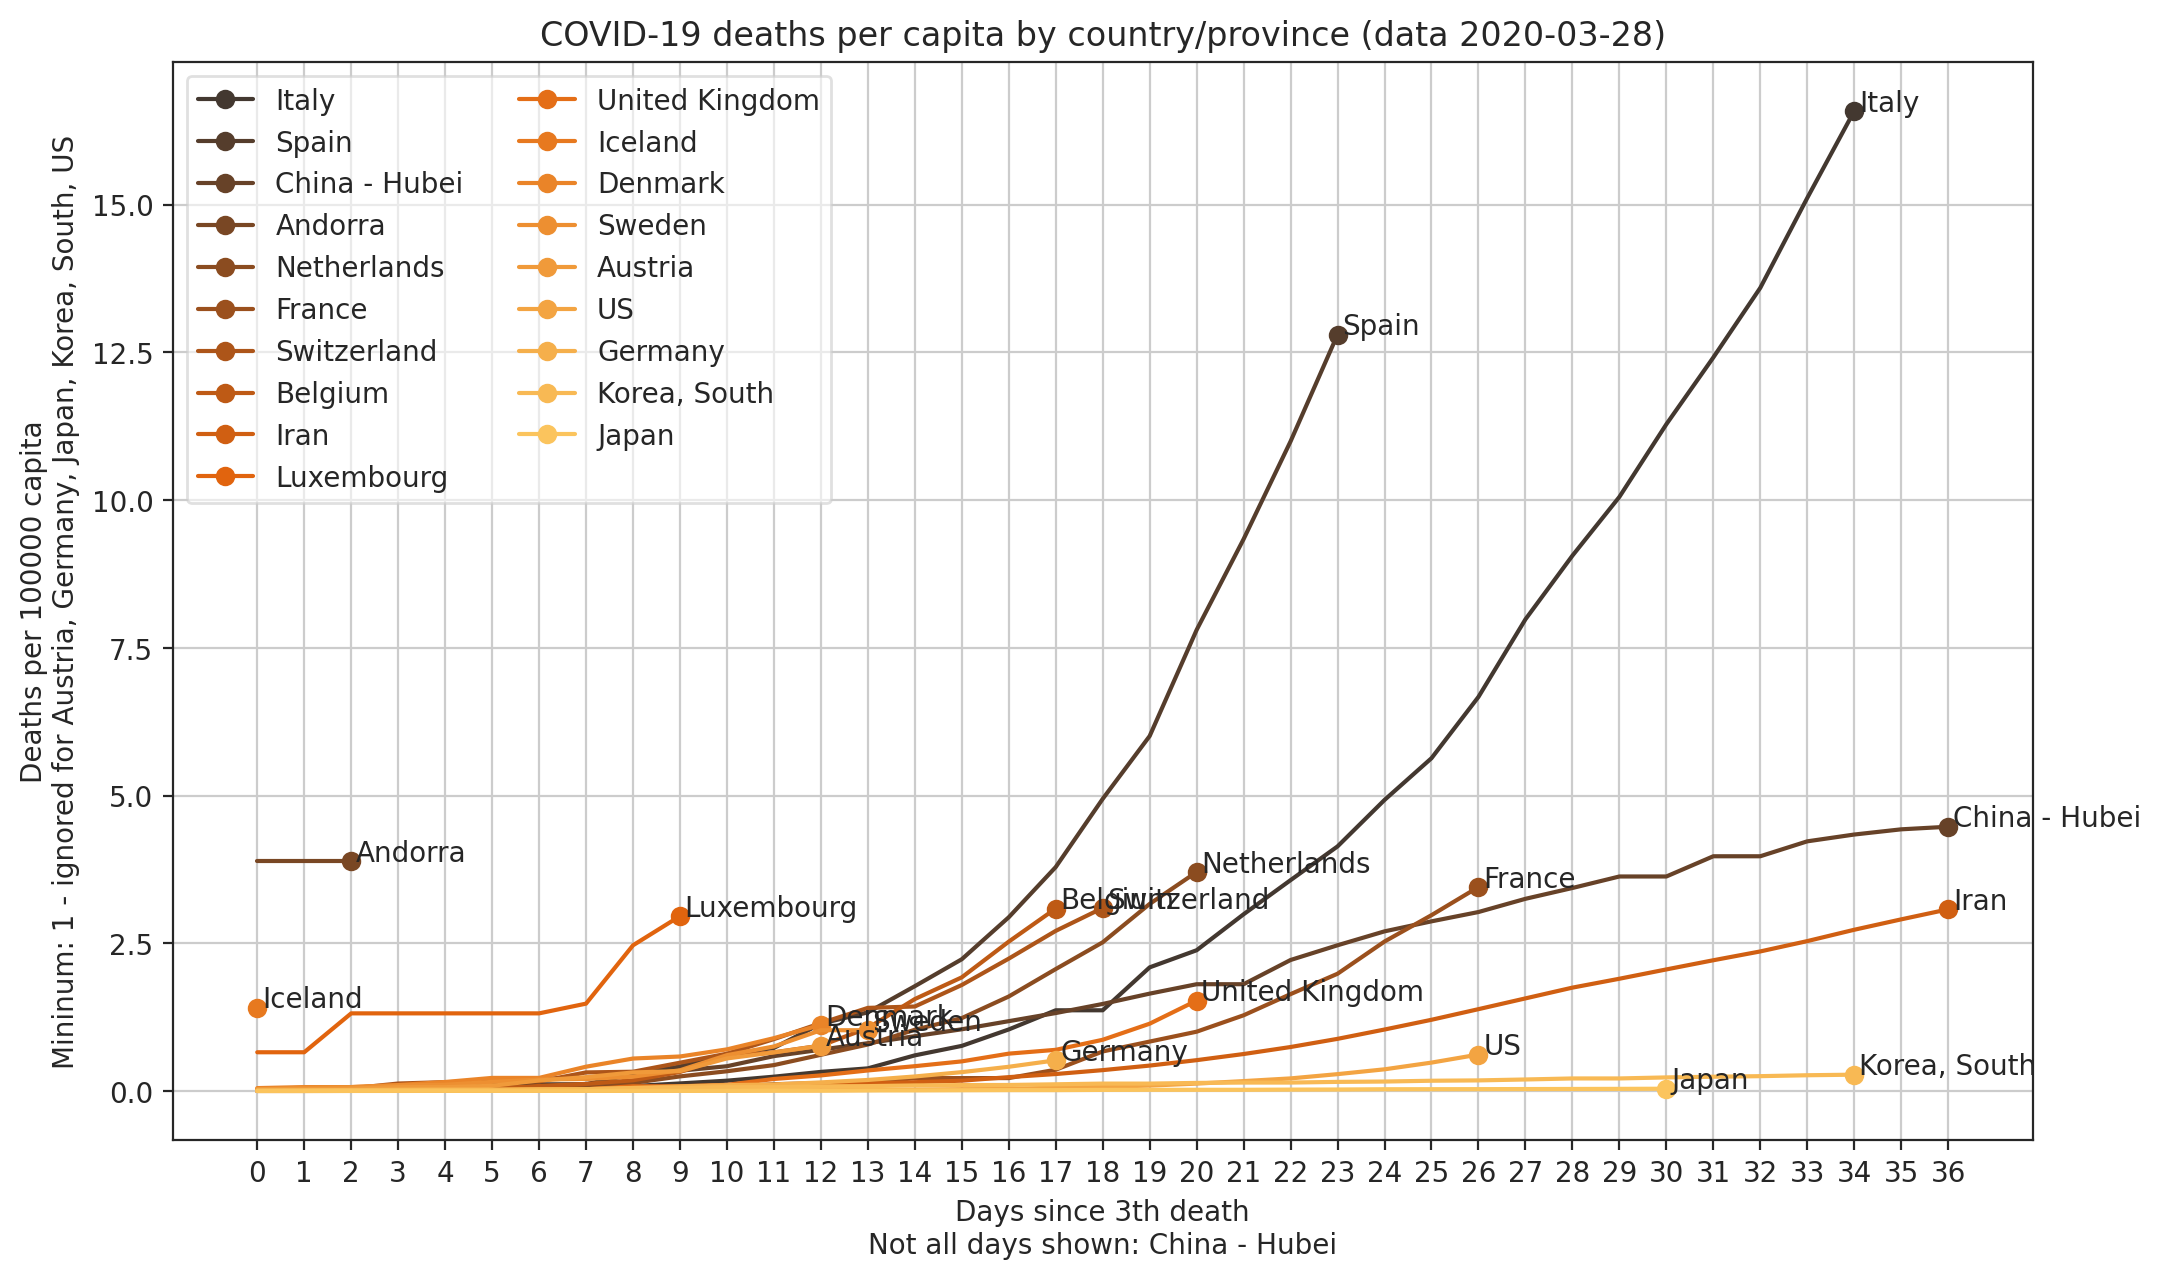 COVID-19 deaths per capita by country/province (data 2020-03-28)
Deaths per 100000 capita
Mininum: 1 - ignored for Austria, Germany, Japan, Korea, South, US
15.0
12.5
10.0
7.5
5.0
2.5
0.0
Italy
Spain
China - Hubei
Andorra
Netherlands
France
Switzerland
Belgium
Iran
Luxembourg
United Kingdom
Iceland
Denmark
Sweden
Austria
US
Germany
Korea, South
Japan
Italy
Spain
China - Hubei
Andorra
Netherlands
France
Belgium
Switzerland
Iran
Luxembourg
Iceland
United Kingdom
Denmark
Sweden
Austria
Germany
US
Korea, South
Japan
0 1 2 3 4 5 6 7 8 9 10 11 12 13 14 15 16 17 18 19 20 21 22 23 24 25 26 27 28 29 30 31 32 33 34 35 36
Days since 3th death
Not all days shown: China - Hubei